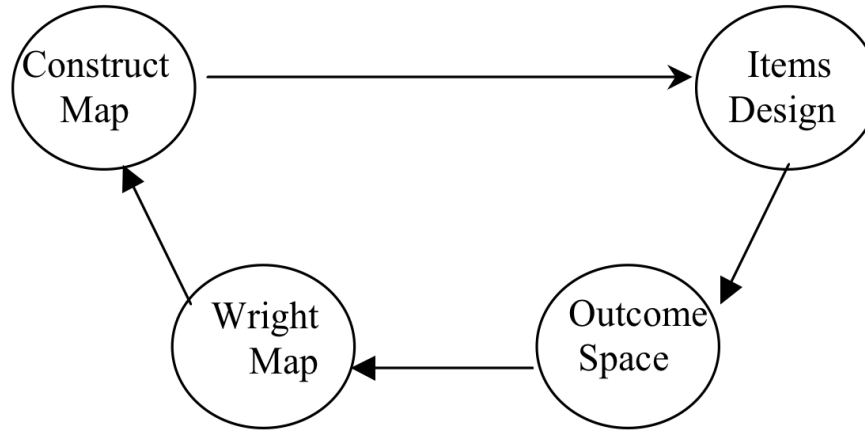 Construct
Map
Items
Design
Wright
Map
Outcome
Space